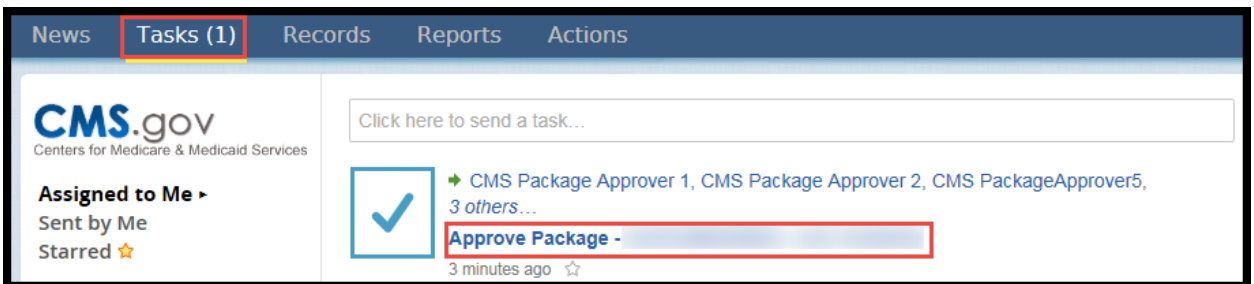 News Tasks (1) Records Reports Actions
CMS.gov
Centers for Medicare & Medicaid Services
Assigned to Me ▸
Sent by Me
Starred
Click here to send a task...
CMS Package Approver 1, CMS Package Approver 2, CMS PackageApprover5,
3 others...
Approve Package -
3 minutes ago